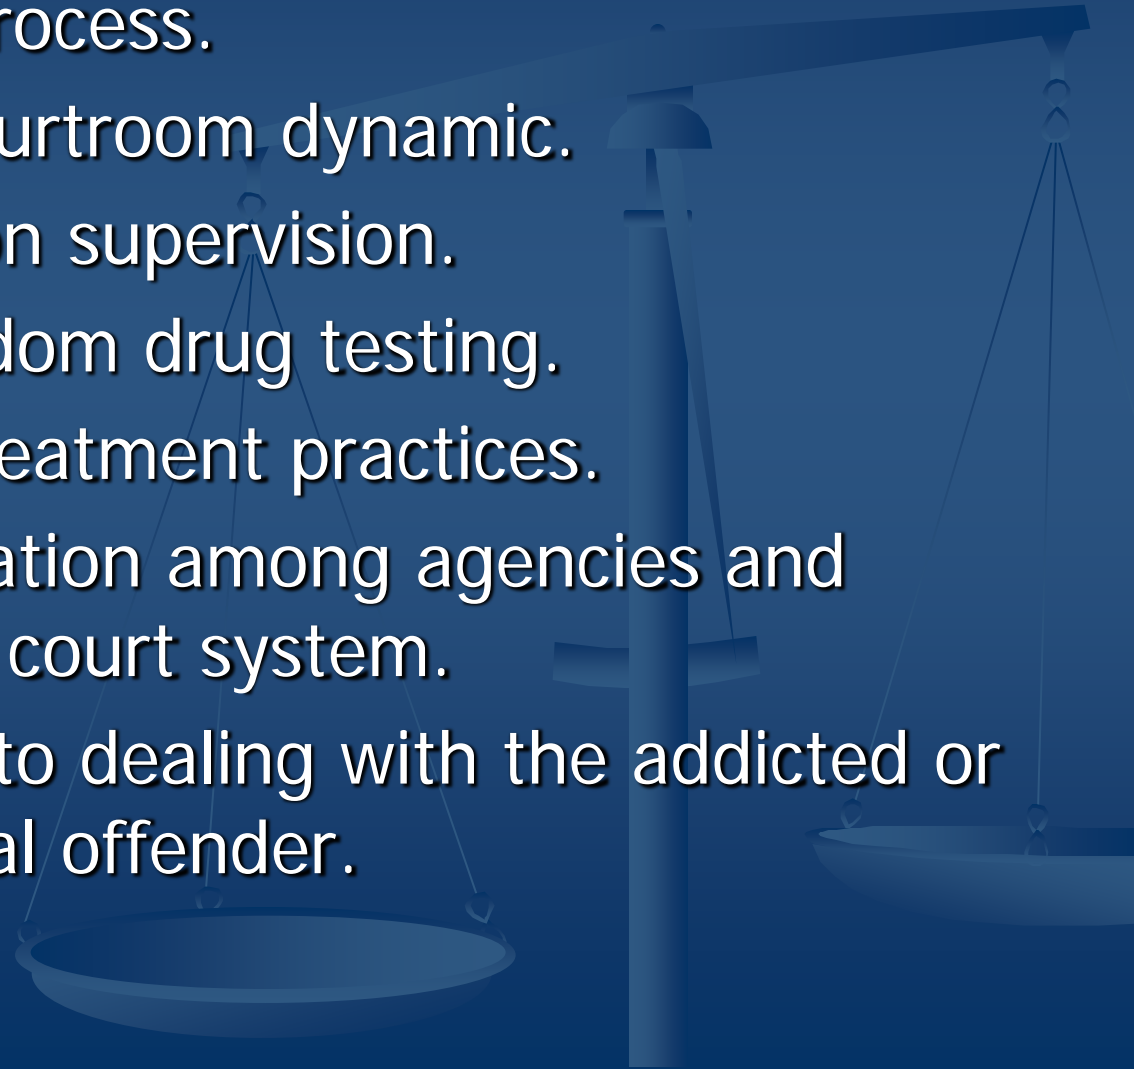 rocess.
urtroom dynamic.
n supervision.
dom drug testing.
eatment practices.
ation among agencies and
court system.
to dealing with the addicted or
al offender.